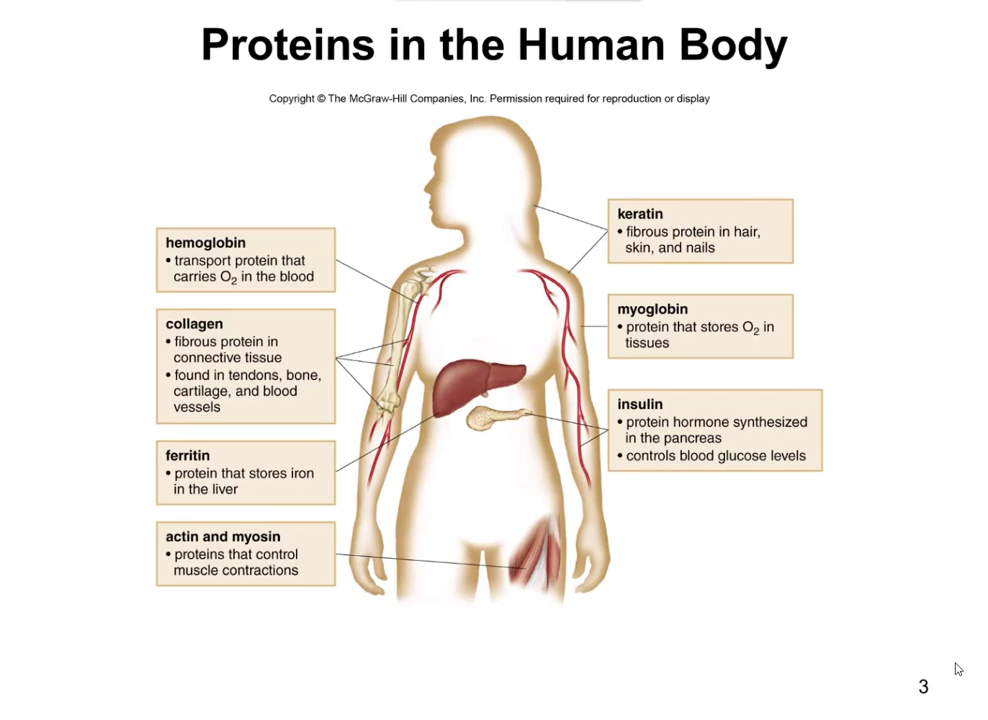 Proteins in the Human Body
Copyright © The McGraw-Hill Companies, Inc. Permission required for reproduction or display
hemoglobin
• transport protein that
carries O₂ in the blood
collagen
• fibrous protein in
connective tissue
• found in tendons, bone,
cartilage, and blood
vessels
ferritin
• protein that stores iron
in the liver
actin and myosin
• proteins that control
muscle contractions
keratin
• fibrous protein in hair,
skin, and nails
myoglobin
• protein that stores O₂ in
tissues
insulin
• protein hormone synthesized
in the pancreas
• controls blood glucose levels
3